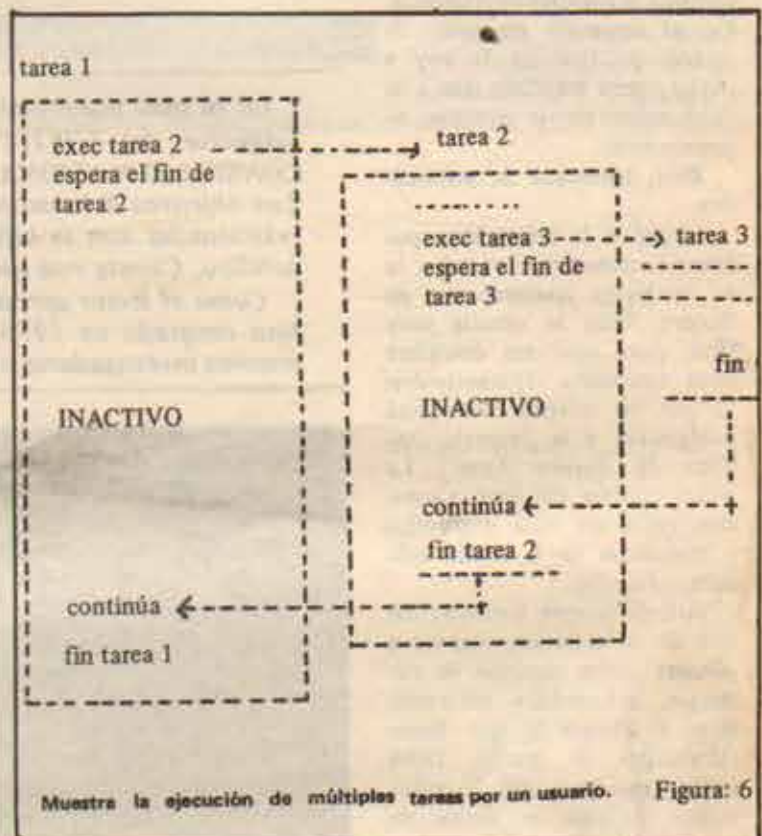 tarea 1
exec tarea 2
espera el fin de
tarea 2
INACTIVO
continúa
fin tarea 1
tarea 2
exec tarea 3
espera el fin de
tarea 3
INACTIVO
continúa
fin tarea 2
tarea 3
fin
Muestra la ejecución de múltiples tareas por un usuario.
Figura: 6